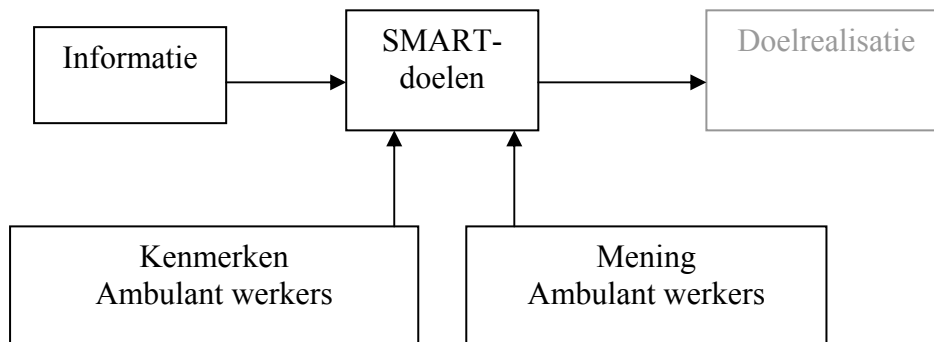 Informatie
SMART-
doelen
Doelrealisatie
Kenmerken
Ambulant werkers
Mening
Ambulant werkers